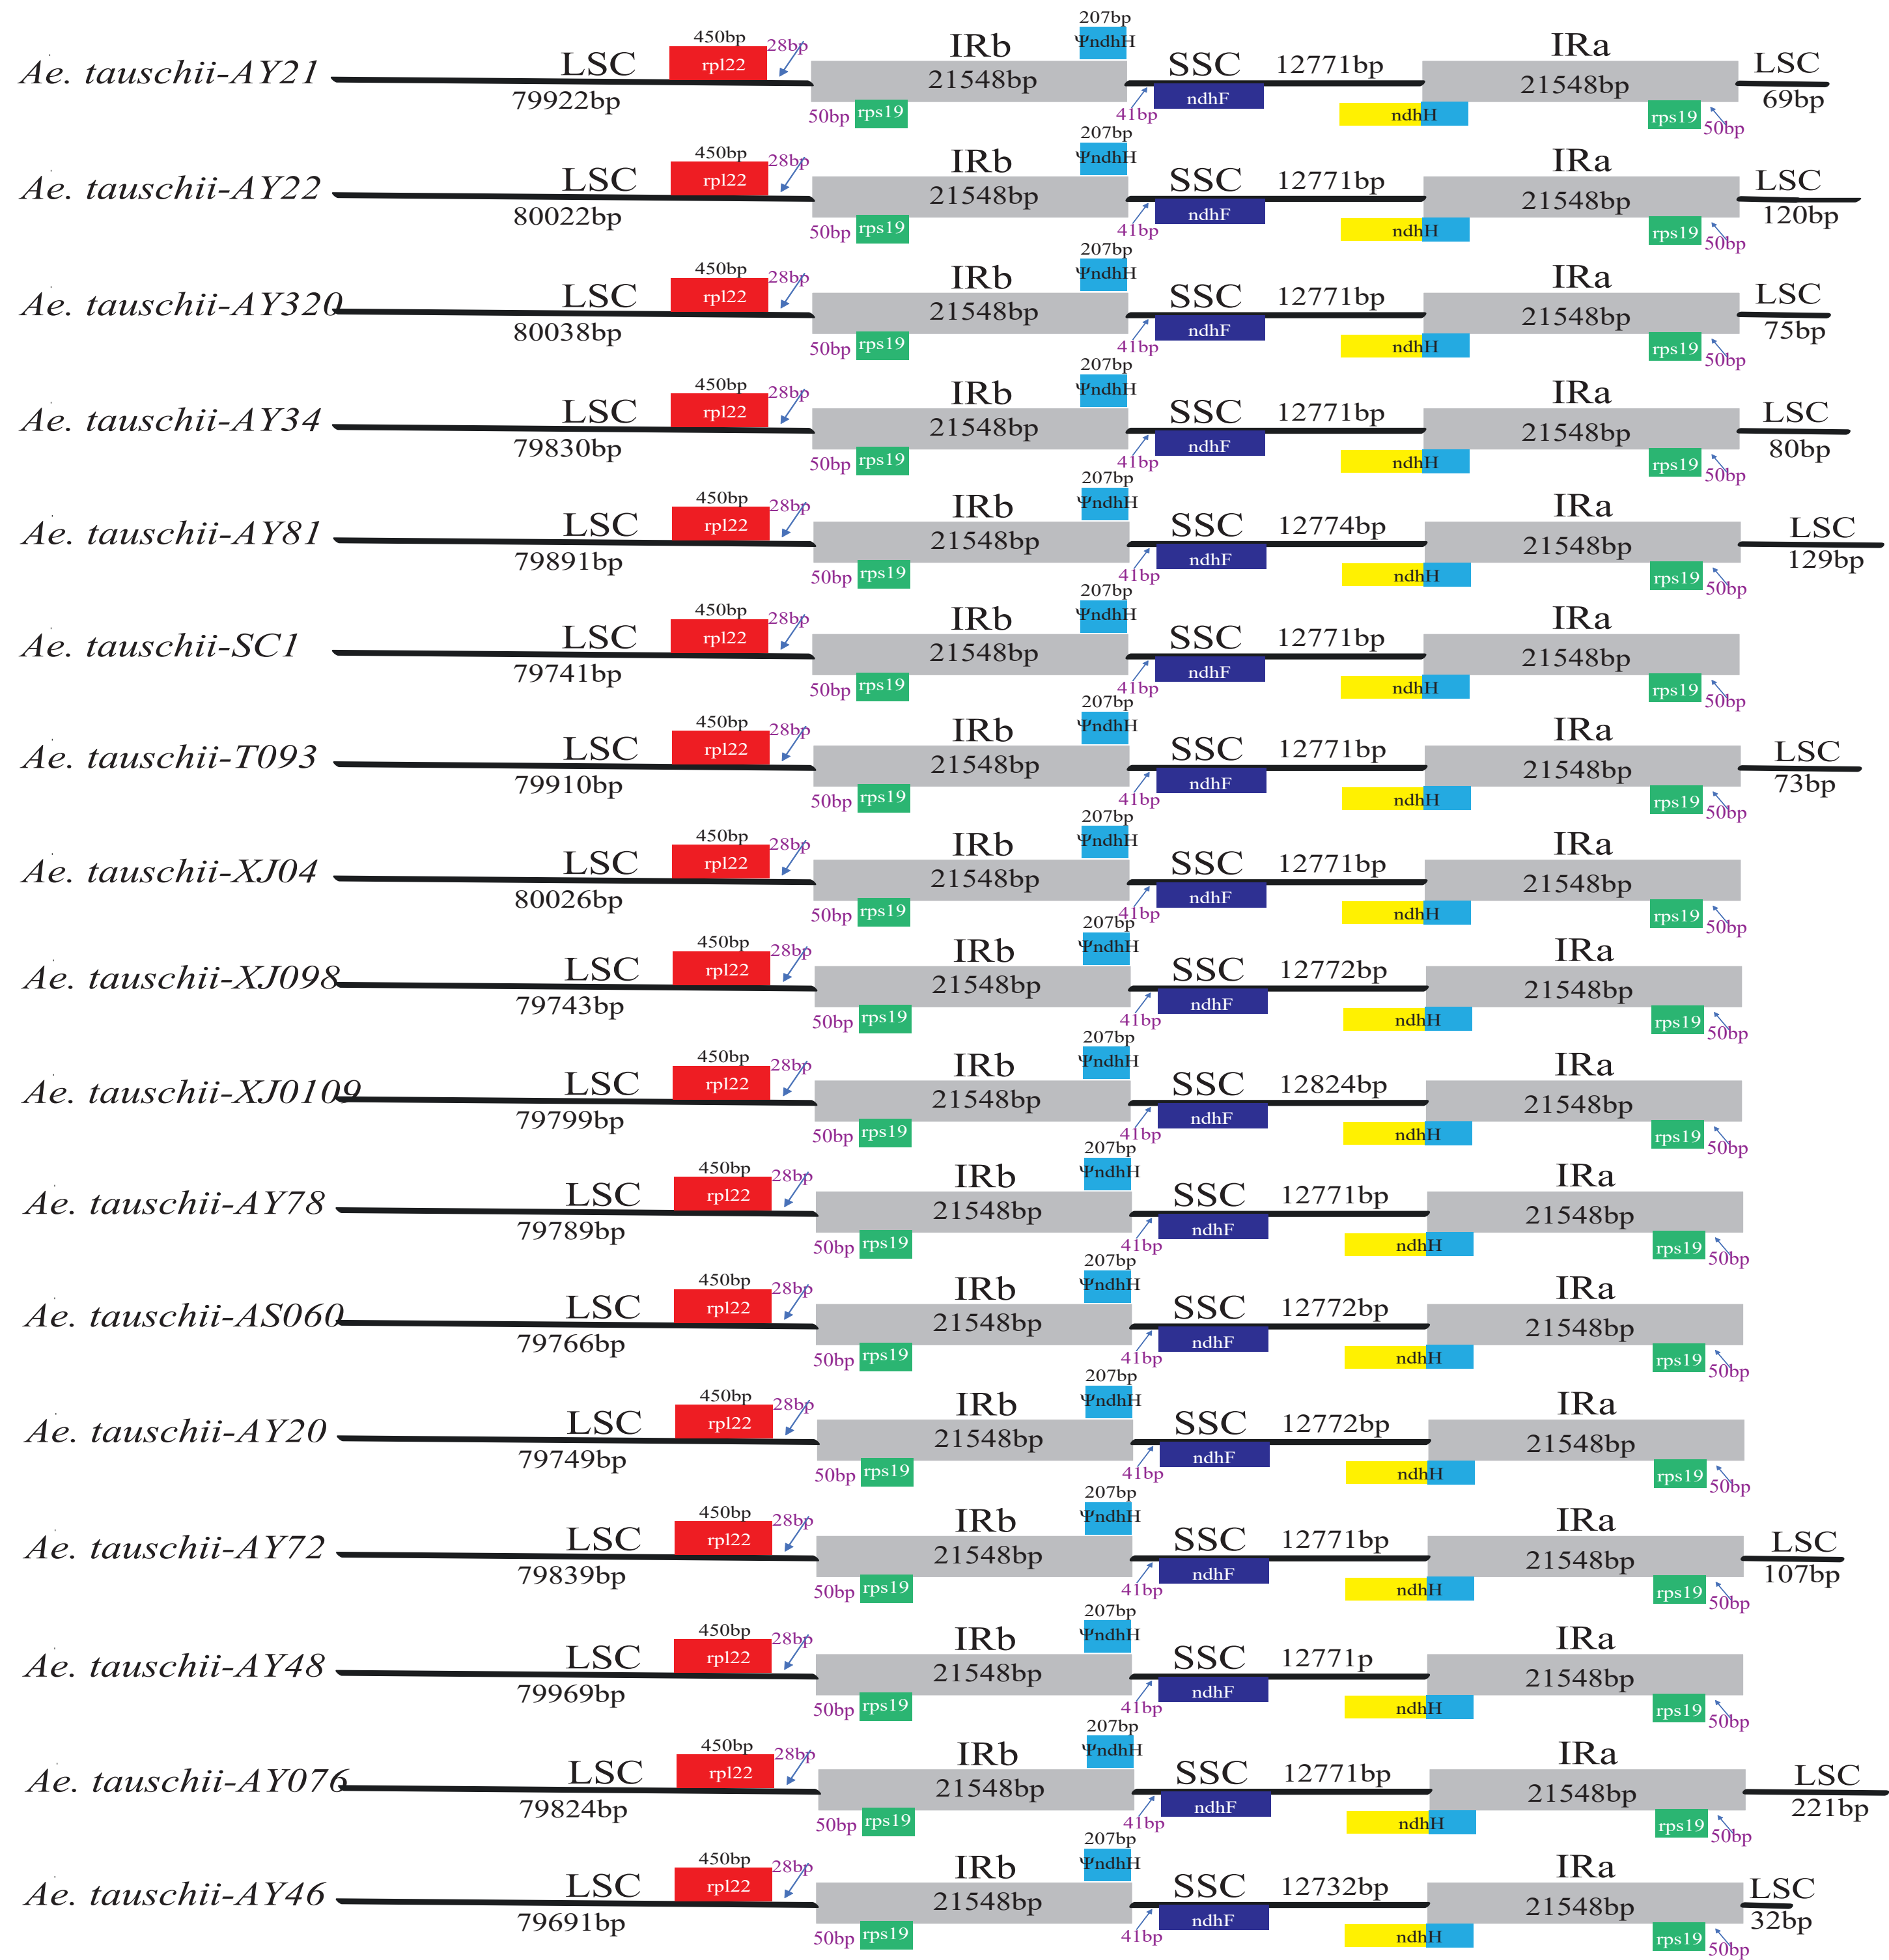 207bp
450bp 28bp IRb ΨndhH IRa
Ae. tauschii-AY21 LSC rpl22 SSC 12771bp LSC
79922bp 21548bp ndhF 21548bp 69bp
50bp rps19 41bp ndhH rps19 50bp
207bp
450bp 28bp IRb ΨndhH IRa
Ae. tauschii-AY22 LSC rpl22 SSC 12771bp LSC
80022bp 21548bp ndhF 21548bp 120bp
50bp rps19 41bp ndhH rps19 50bp
207bp
450bp 28bp IRb ΨndhH IRa
Ae. tauschii-AY320 LSC rpl22 SSC 12771bp LSC
80038bp 21548bp ndhF 21548bp 75bp
50bp rps19 41bp ndhH rps19 50bp
207bp
450bp 28bp IRb ΨndhH IRa
Ae. tauschii-AY34 LSC rpl22 SSC 12771bp LSC
79830bp 21548bp ndhF 21548bp 80bp
50bp rps19 41bp ndhH rps19 50bp
207bp
450bp 28bp IRb ΨndhH IRa
Ae. tauschii-AY81 LSC rpl22 SSC 12774bp LSC
79891bp 21548bp ndhF 21548bp 129bp
50bp rps19 41bp ndhH rps19 50bp
207bp
450bp 28bp IRb ΨndhH IRa
Ae. tauschii-SC1 LSC rpl22 SSC 12771bp
79741bp 21548bp ndhF 21548bp
50bp rps19 41bp ndhH rps19 50bp
207bp
450bp 28bp IRb ΨndhH IRa
Ae. tauschii-T093 LSC rpl22 SSC 12771bp LSC
79910bp 21548bp ndhF 21548bp 73bp
50bp rps19 41bp ndhH rps19 50bp
207bp
450bp 28bp IRb ΨndhH IRa
Ae. tauschii-XJ04 LSC rpl22 SSC 12771bp
80026bp 21548bp ndhF 21548bp
50bp rps19 41bp ndhH rps19 50bp
207bp
450bp 28bp IRb ΨndhH IRa
Ae. tauschii-XJ098 LSC rpl22 SSC 12772bp
79743bp 21548bp ndhF 21548bp
50bp rps19 41bp ndhH rps19 50bp
207bp
450bp 28bp IRb ΨndhH IRa
Ae. tauschii-XJ0109 LSC rpl22 SSC 12824bp
79799bp 21548bp ndhF 21548bp
50bp rps19 41bp ndhH rps19 50bp
207bp
450bp 28bp IRb ΨndhH IRa
Ae. tauschii-AY78 LSC rpl22 SSC 12771bp
79789bp 21548bp ndhF 21548bp
50bp rps19 41bp ndhH rps19 50bp
207bp
450bp 28bp IRb ΨndhH IRa
Ae. tauschii-AS060 LSC rpl22 SSC 12772bp
79766bp 21548bp ndhF 21548bp
50bp rps19 41bp ndhH rps19 50bp
207bp
450bp 28bp IRb ΨndhH IRa
Ae. tauschii-AY20 LSC rpl22 SSC 12772bp
79749bp 21548bp ndhF 21548bp
50bp rps19 41bp ndhH rps19 50bp
207bp
450bp 28bp IRb ΨndhH IRa
Ae. tauschii-AY72 LSC rpl22 SSC 12771bp LSC
79839bp 21548bp ndhF 21548bp 107bp
50bp rps19 41bp ndhH rps19 50bp
207bp
450bp 28bp IRb ΨndhH IRa
Ae. tauschii-AY48 LSC rpl22 SSC 12771p
79969bp 21548bp ndhF 21548bp
50bp rps19 41bp ndhH rps19 50bp
207bp
450bp 28bp IRb ΨndhH IRa
Ae. tauschii-AY076 LSC rpl22 SSC 12771bp LSC
79824bp 21548bp ndhF 21548bp 221bp
50bp rps19 41bp ndhH rps19 50bp
207bp
450bp 28bp IRb ΨndhH IRa
Ae. tauschii-AY46 LSC rpl22 SSC 12732bp LSC
79691bp 21548bp ndhF 21548bp 32bp
50bp rps19 41bp ndhH rps19 50bp